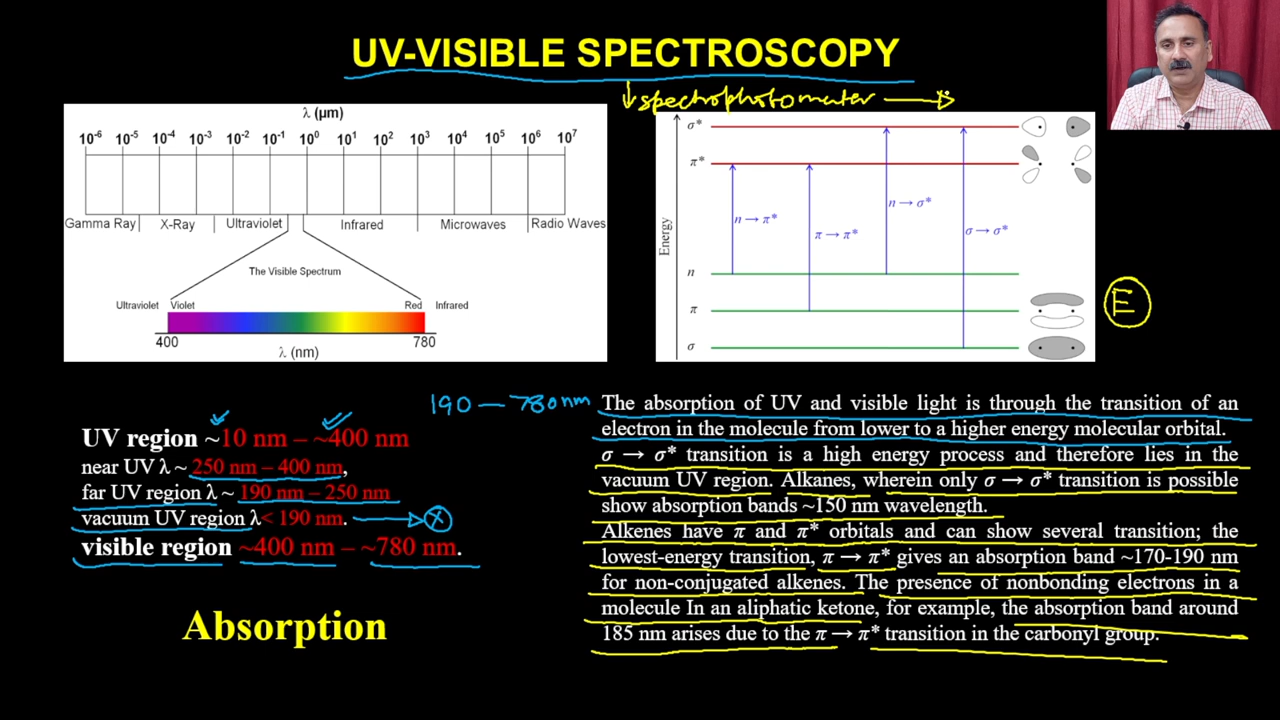 UV-VISIBLE SPECTROSCOPY
↓spectrophotometer →
λ (μm)
10⁻⁶ 10⁻⁵ 10⁻⁴ 10⁻³ 10⁻² 10⁻¹ 10⁰ 10¹ 10² 10³ 10⁴ 10⁵ 10⁶ 10⁷
Gamma Ray X-Ray Ultraviolet Infrared Microwaves Radio Waves
The Visible Spectrum
Ultraviolet Violet Red Infrared
400 780
λ (nm)
Energy
σ*
π*
n → π*
π → π*
n → σ*
σ → σ*
n
π
σ
E
190 — 780nm
UV region ~10 nm – ~400 nm
near UV λ ~ 250 nm – 400 nm,
far UV region λ ~ 190 nm – 250 nm
vacuum UV region λ< 190 nm. → X
visible region ~400 nm – ~780 nm.
Absorption
The absorption of UV and visible light is through the transition of an
electron in the molecule from lower to a higher energy molecular orbital.
σ → σ* transition is a high energy process and therefore lies in the
vacuum UV region. Alkanes, wherein only σ → σ* transition is possible
show absorption bands ~150 nm wavelength.
Alkenes have π and π* orbitals and can show several transition; the
lowest-energy transition, π → π* gives an absorption band ~170-190 nm
for non-conjugated alkenes. The presence of nonbonding electrons in a
molecule In an aliphatic ketone, for example, the absorption band around
185 nm arises due to the π → π* transition in the carbonyl group.